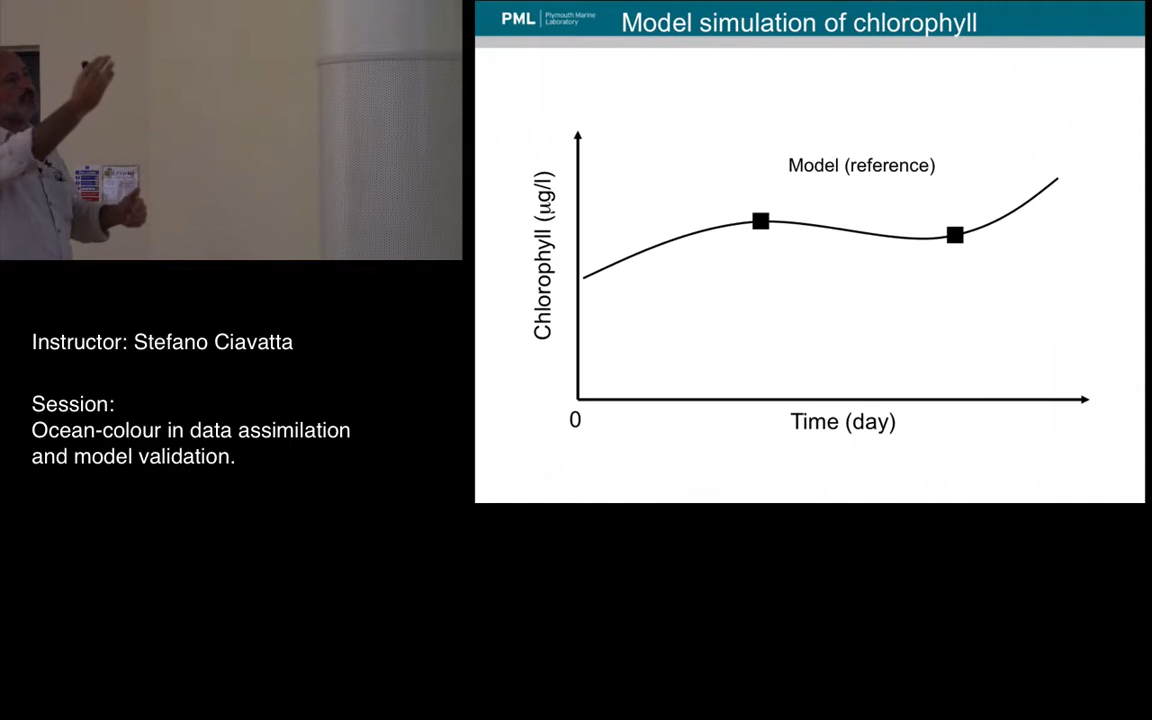 PML
Plymouth Marine
Laboratory
Model simulation of chlorophyll
Model (reference)
Chlorophyll (µg/l)
0
Time (day)
Instructor: Stefano Ciavatta
Session:
Ocean-colour in data assimilation
and model validation.